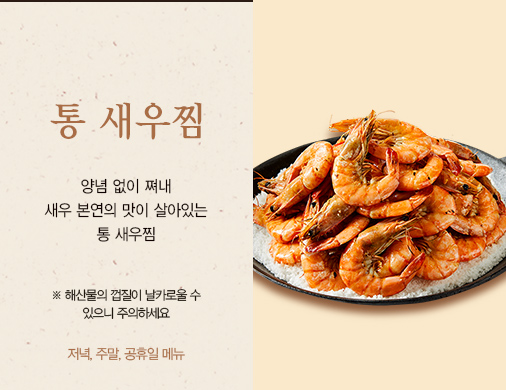 통 새우찜
양념 없이 쪄내
새우 본연의 맛이 살아있는
통 새우찜
※ 해산물의 껍질이 날카로울 수
있으니 주의하세요
저녁, 주말, 공휴일 메뉴